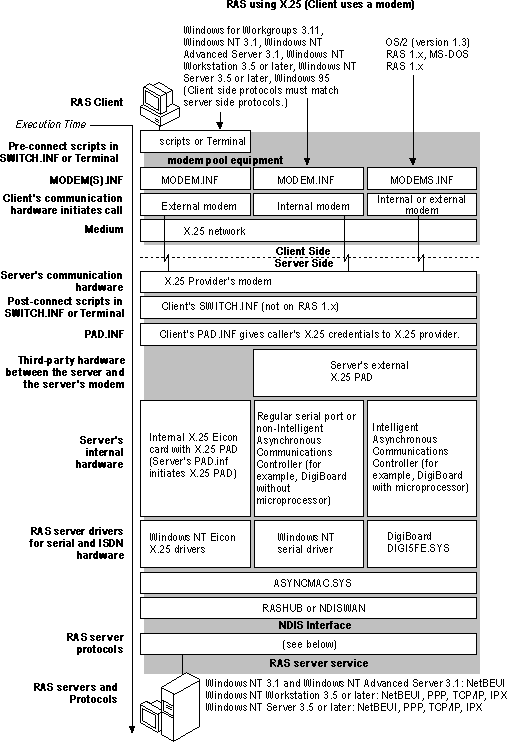 RAS using X.25 (Client uses a modem)
Windows for Workgroups 3.11,
Windows NT 3.1, Windows NT
Advanced Server 3.1, Windows NT
Workstation 3.5 or later, Windows NT
Server 3.5 or later, Windows 95
(Client side protocols must match
server side protocols.)
OS/2 (version 1.3)
RAS 1.x, MS-DOS
RAS 1.x
RAS Client
Execution Time
Pre-connect scripts in
SWITCH.INF or Terminal
scripts or Terminal
modem pool equipment
MODEM(S).INF
MODEM.INF
MODEM.INF
MODEMS.INF
Client's communication
hardware initiates call
External modem
Internal modem
Internal or external
modem
Medium
X.25 network
Client Side
Server Side
Server's communication
hardware
X.25 Provider's modem
Post-connect scripts in
SWITCH.INF or Terminal
Client's SWITCH.INF (not on RAS 1.x)
PAD.INF
Client's PAD.INF gives caller's X.25 credentials to X.25 provider.
Third-party hardware
between the server and
the server's modem
Server's external
X.25 PAD
Server's
internal
hardware
Internal X.25 Eicon
card with X.25 PAD
(Server's PAD.inf
initiates X.25 PAD)
Regular serial port or
non-Intelligent
Asynchronous
Communications
Controller (for
example, DigiBoard
without
microprocessor)
Intelligent
Asynchronous
Communications
Controller (for
example, DigiBoard
with microprocessor)
RAS server drivers
for serial and ISDN
hardware
Windows NT Eicon
X.25 drivers
Windows NT
serial driver
DigiBoard
DIGI5FE.SYS
ASYNCMAC.SYS
RASHUB or NDISWAN
NDIS Interface
RAS server
protocols
(see below)
RAS server service
RAS servers and
Protocols
Windows NT 3.1 and Windows NT Advanced Server 3.1: NetBEUI
Windows NT Workstation 3.5 or later: NetBEUI, PPP, TCP/IP, IPX
Windows NT Server 3.5 or later: NetBEUI, PPP, TCP/IP, IPX